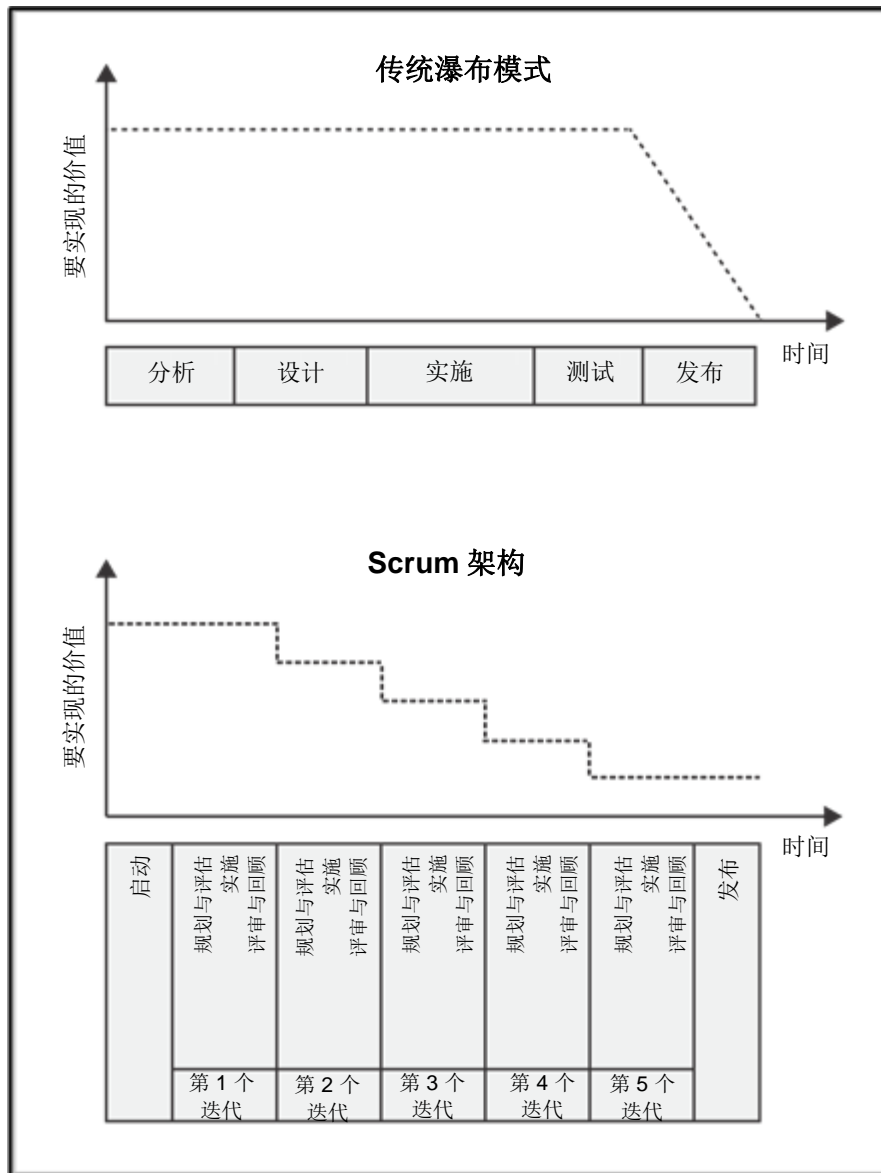 传统瀑布模式
要实现的价值
时间
分析
设计
实施
测试
发布
Scrum 架构
要实现的价值
时间
启动
规划与评估
实施
评审与回顾
第 1 个
迭代
规划与评估
实施
评审与回顾
第 2 个
迭代
规划与评估
实施
评审与回顾
第 3 个
迭代
规划与评估
实施
评审与回顾
第 4 个
迭代
规划与评估
实施
评审与回顾
第 5 个
迭代
发布